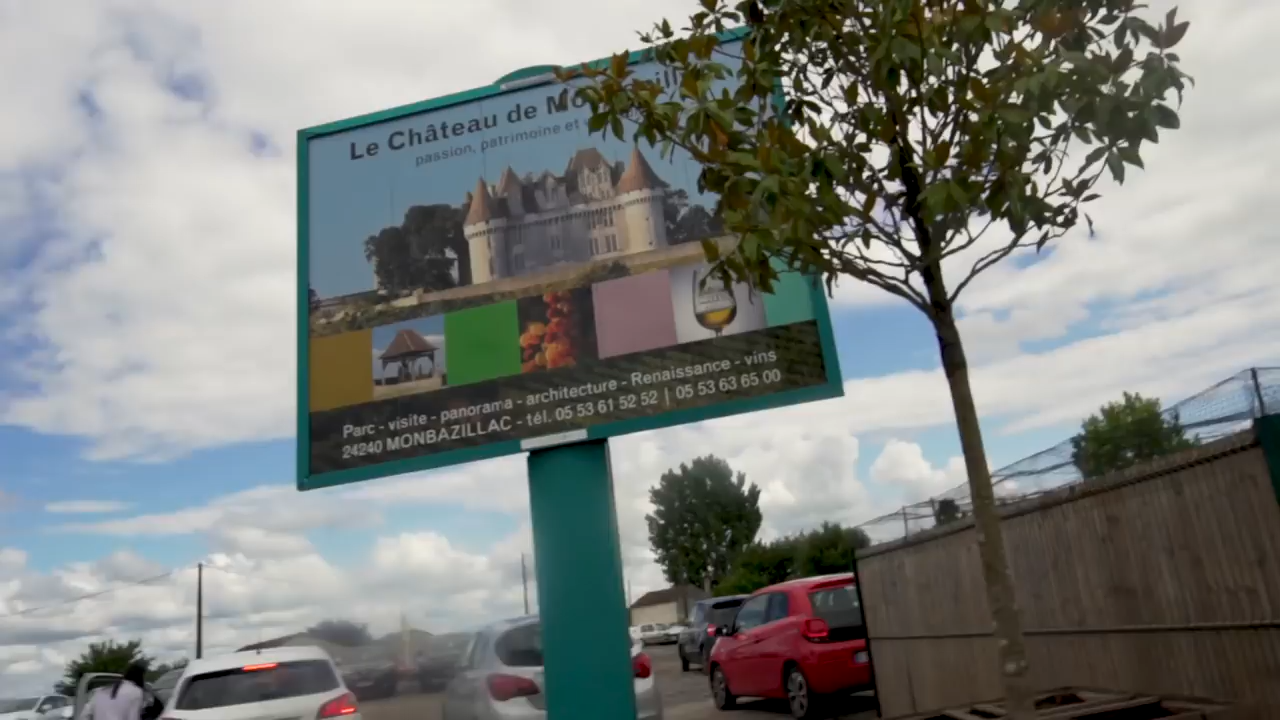 Le Château de
passion, patrimoine et
Parc - visite - panorama - architecture - Renaissance - vins
24240 MONBAZILLAC - tél. 05 53 61 52 52 | 05 53 63 65 00